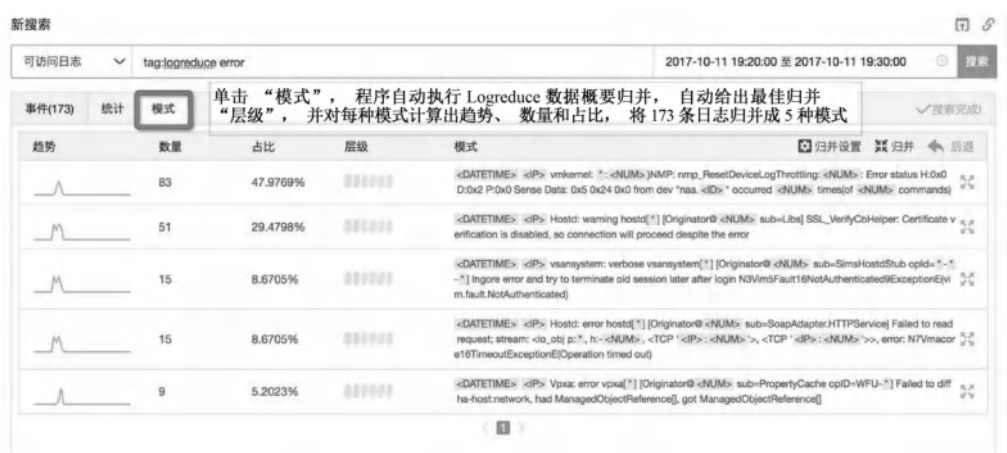 新搜索
可访问日志 tag:logreduce error 2017-10-11 19:20:00 至 2017-10-11 19:30:00 搜索
事件(173) 统计 模式
单击 “模式”， 程序自动执行 Logreduce 数据概要归并， 自动给出最佳归并
“层级”， 并对每种模式计算出趋势、 数量和占比， 将 173 条日志归并成 5 种模式
✓搜索完成!
趋势 数量 占比 层级 模式 归并设置 归并 后退
83 47.9769% <DATETIME> <IP> vmkernel: *: <NUM>)NMP: nmp_ResetDeviceLogThrottling: <NUM>: Error status H:0x0
D:0x2 P:0x0 Sense Data: 0x5 0x24 0x0 from dev "naa. <ID> " occurred <NUM> times(of <NUM> commands)
51 29.4798% <DATETIME> <IP> Hostd: warning hostd[*] [Originator@ <NUM> sub=Libs] SSL_VerifyCbHelper: Certificate v
erification is disabled, so connection will proceed despite the error
15 8.6705% <DATETIME> <IP> vsansystem: verbose vsansystem[*] [Originator@ <NUM> sub=SimsHostdStub opId=*-*
-*] Ingore error and try to terminate old session later after login N3Vim5Fault16NotAuthenticated9ExceptionE(vi
m.fault.NotAuthenticated)
15 8.6705% <DATETIME> <IP> Hostd: error hostd[*] [Originator@ <NUM> sub=SoapAdapter.HTTPService] Failed to read
request; stream: <io_obj p:*, h:-<NUM>, <TCP '<IP> : <NUM>'>, <TCP '<IP> : <NUM>'>>, error: N7Vmacor
e16TimeoutExceptionE(Operation timed out)
9 5.2023% <DATETIME> <IP> Vpxa: error vpxa[*] [Originator@ <NUM> sub=PropertyCache opID=WFU-*] Failed to diff
ha-host:network, had ManagedObjectReference[], got ManagedObjectReference[]
1